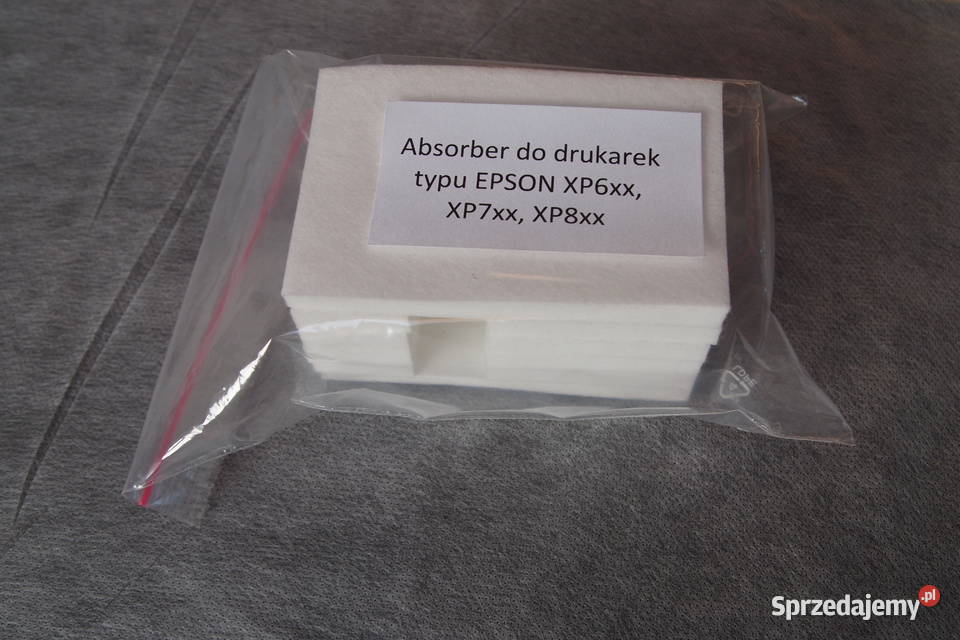 Absorber do drukarek
typu EPSON XP6xx,
XP7xx, XP8xx
Sprzedajemy.pl